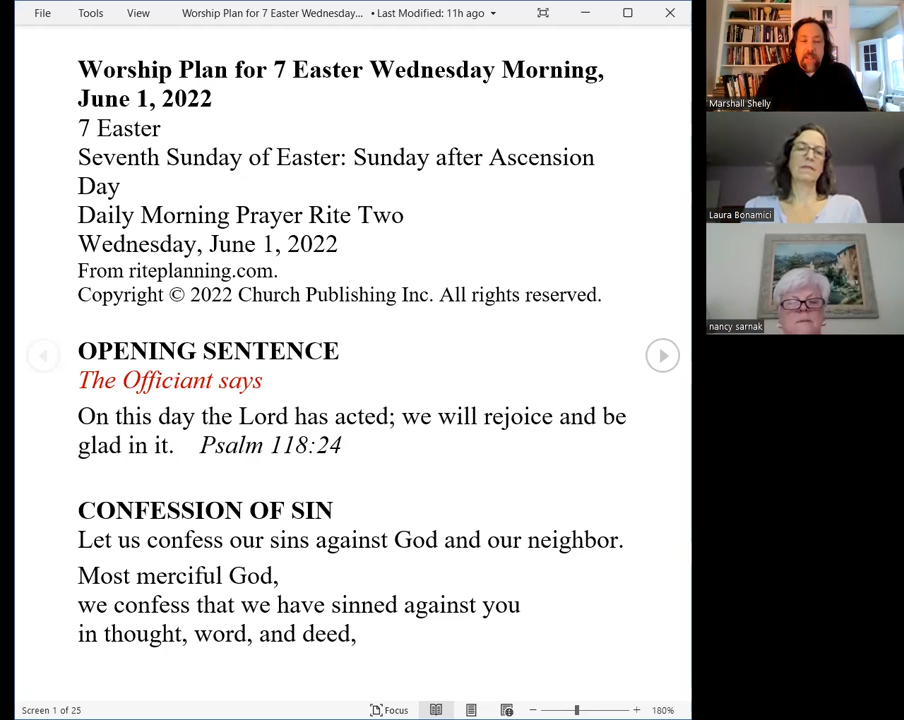 File Tools View Worship Plan for 7 Easter Wednesday... • Last Modified: 11h ago
Worship Plan for 7 Easter Wednesday Morning,
June 1, 2022
7 Easter
Seventh Sunday of Easter: Sunday after Ascension
Day
Daily Morning Prayer Rite Two
Wednesday, June 1, 2022
From riteplanning.com.
Copyright © 2022 Church Publishing Inc. All rights reserved.
OPENING SENTENCE
The Officiant says
On this day the Lord has acted; we will rejoice and be
glad in it. Psalm 118:24
CONFESSION OF SIN
Let us confess our sins against God and our neighbor.
Most merciful God,
we confess that we have sinned against you
in thought, word, and deed,
Screen 1 of 25 Focus 180%
Marshall Shelly
Laura Bonamici
nancy sarnak